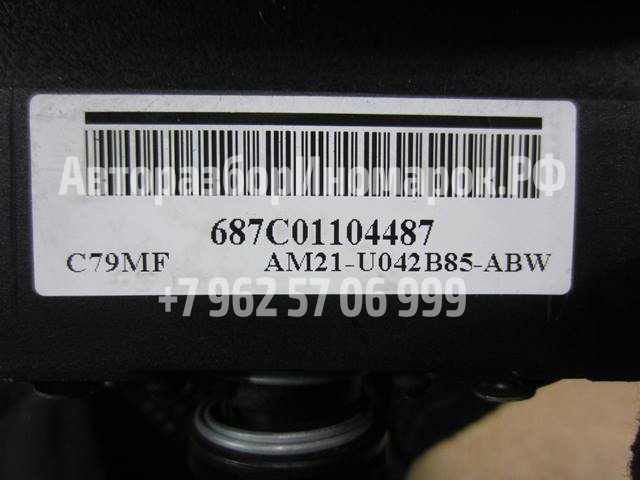 АвторазборИномарок.РФ
687C01104487
C79MF AM21-U042B85-ABW
+7 962 57 06 999